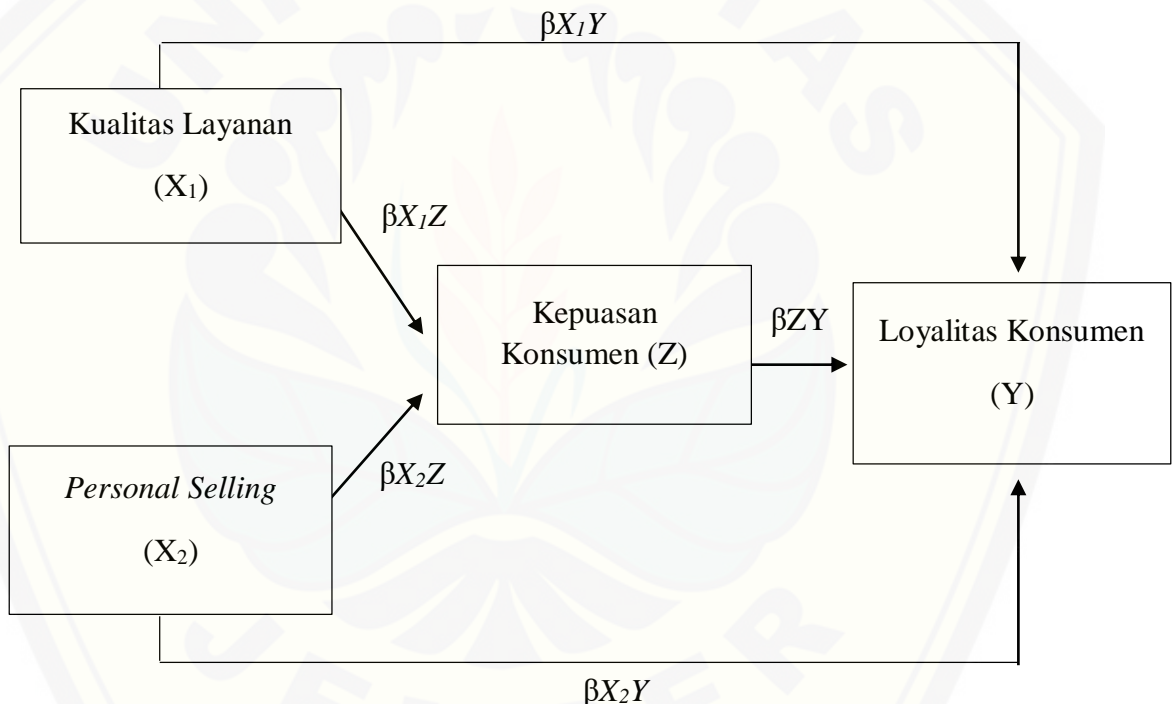 βX₁Y
Kualitas Layanan
(X₁)
βX₁Z
Kepuasan
Konsumen (Z)
βZY
Loyalitas Konsumen
(Y)
Personal Selling
(X₂)
βX₂Z
βX₂Y